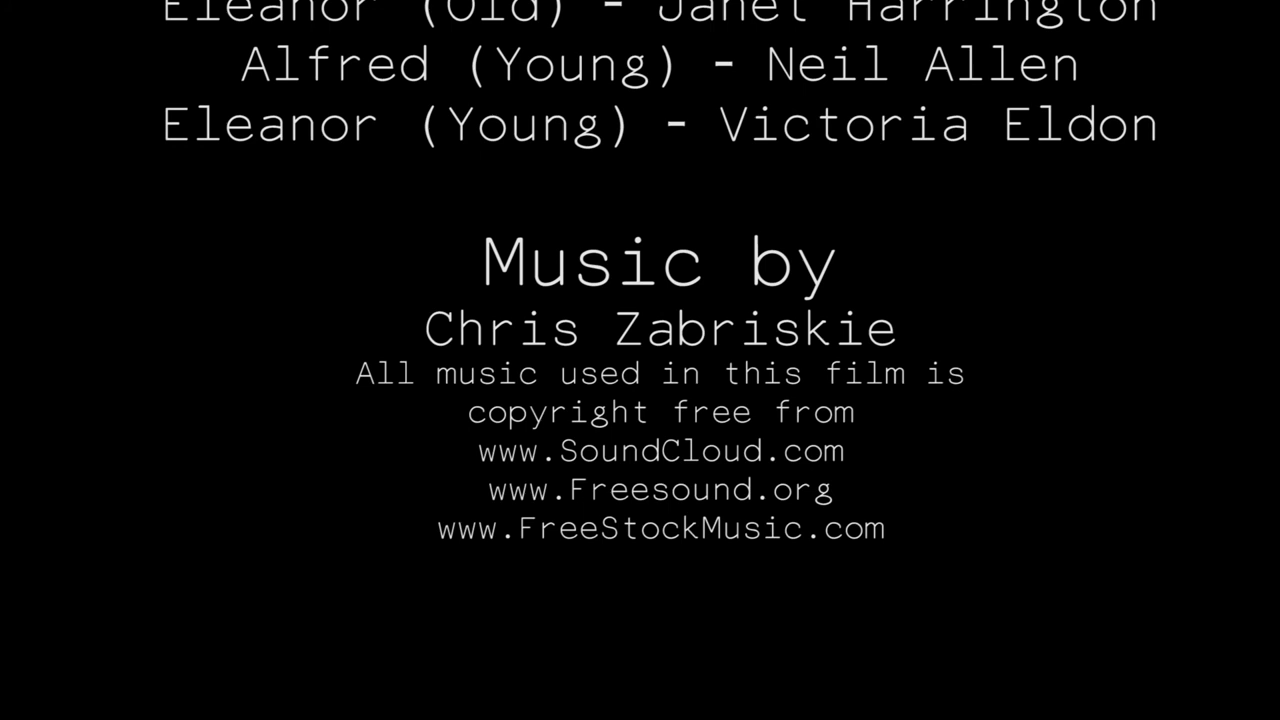 Eleanor (Old) - Janet Harrington
Alfred (Young) - Neil Allen
Eleanor (Young) - Victoria Eldon
Music by
Chris Zabriskie
All music used in this film is
copyright free from
www.SoundCloud.com
www.Freesound.org
www.FreeStockMusic.com